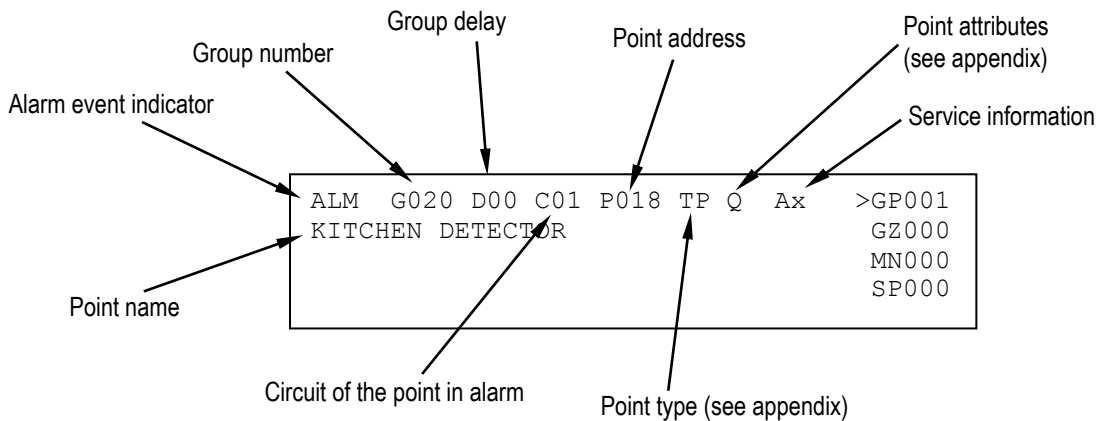 Group delay
Point attributes
(see appendix)
Point address
Group number
Service information
Alarm event indicator
ALM G020 D00 C01 P018 TP Q Ax >GP001
KITCHEN DETECTOR GZ000
MN000
SP000
Point name
Circuit of the point in alarm
Point type (see appendix)